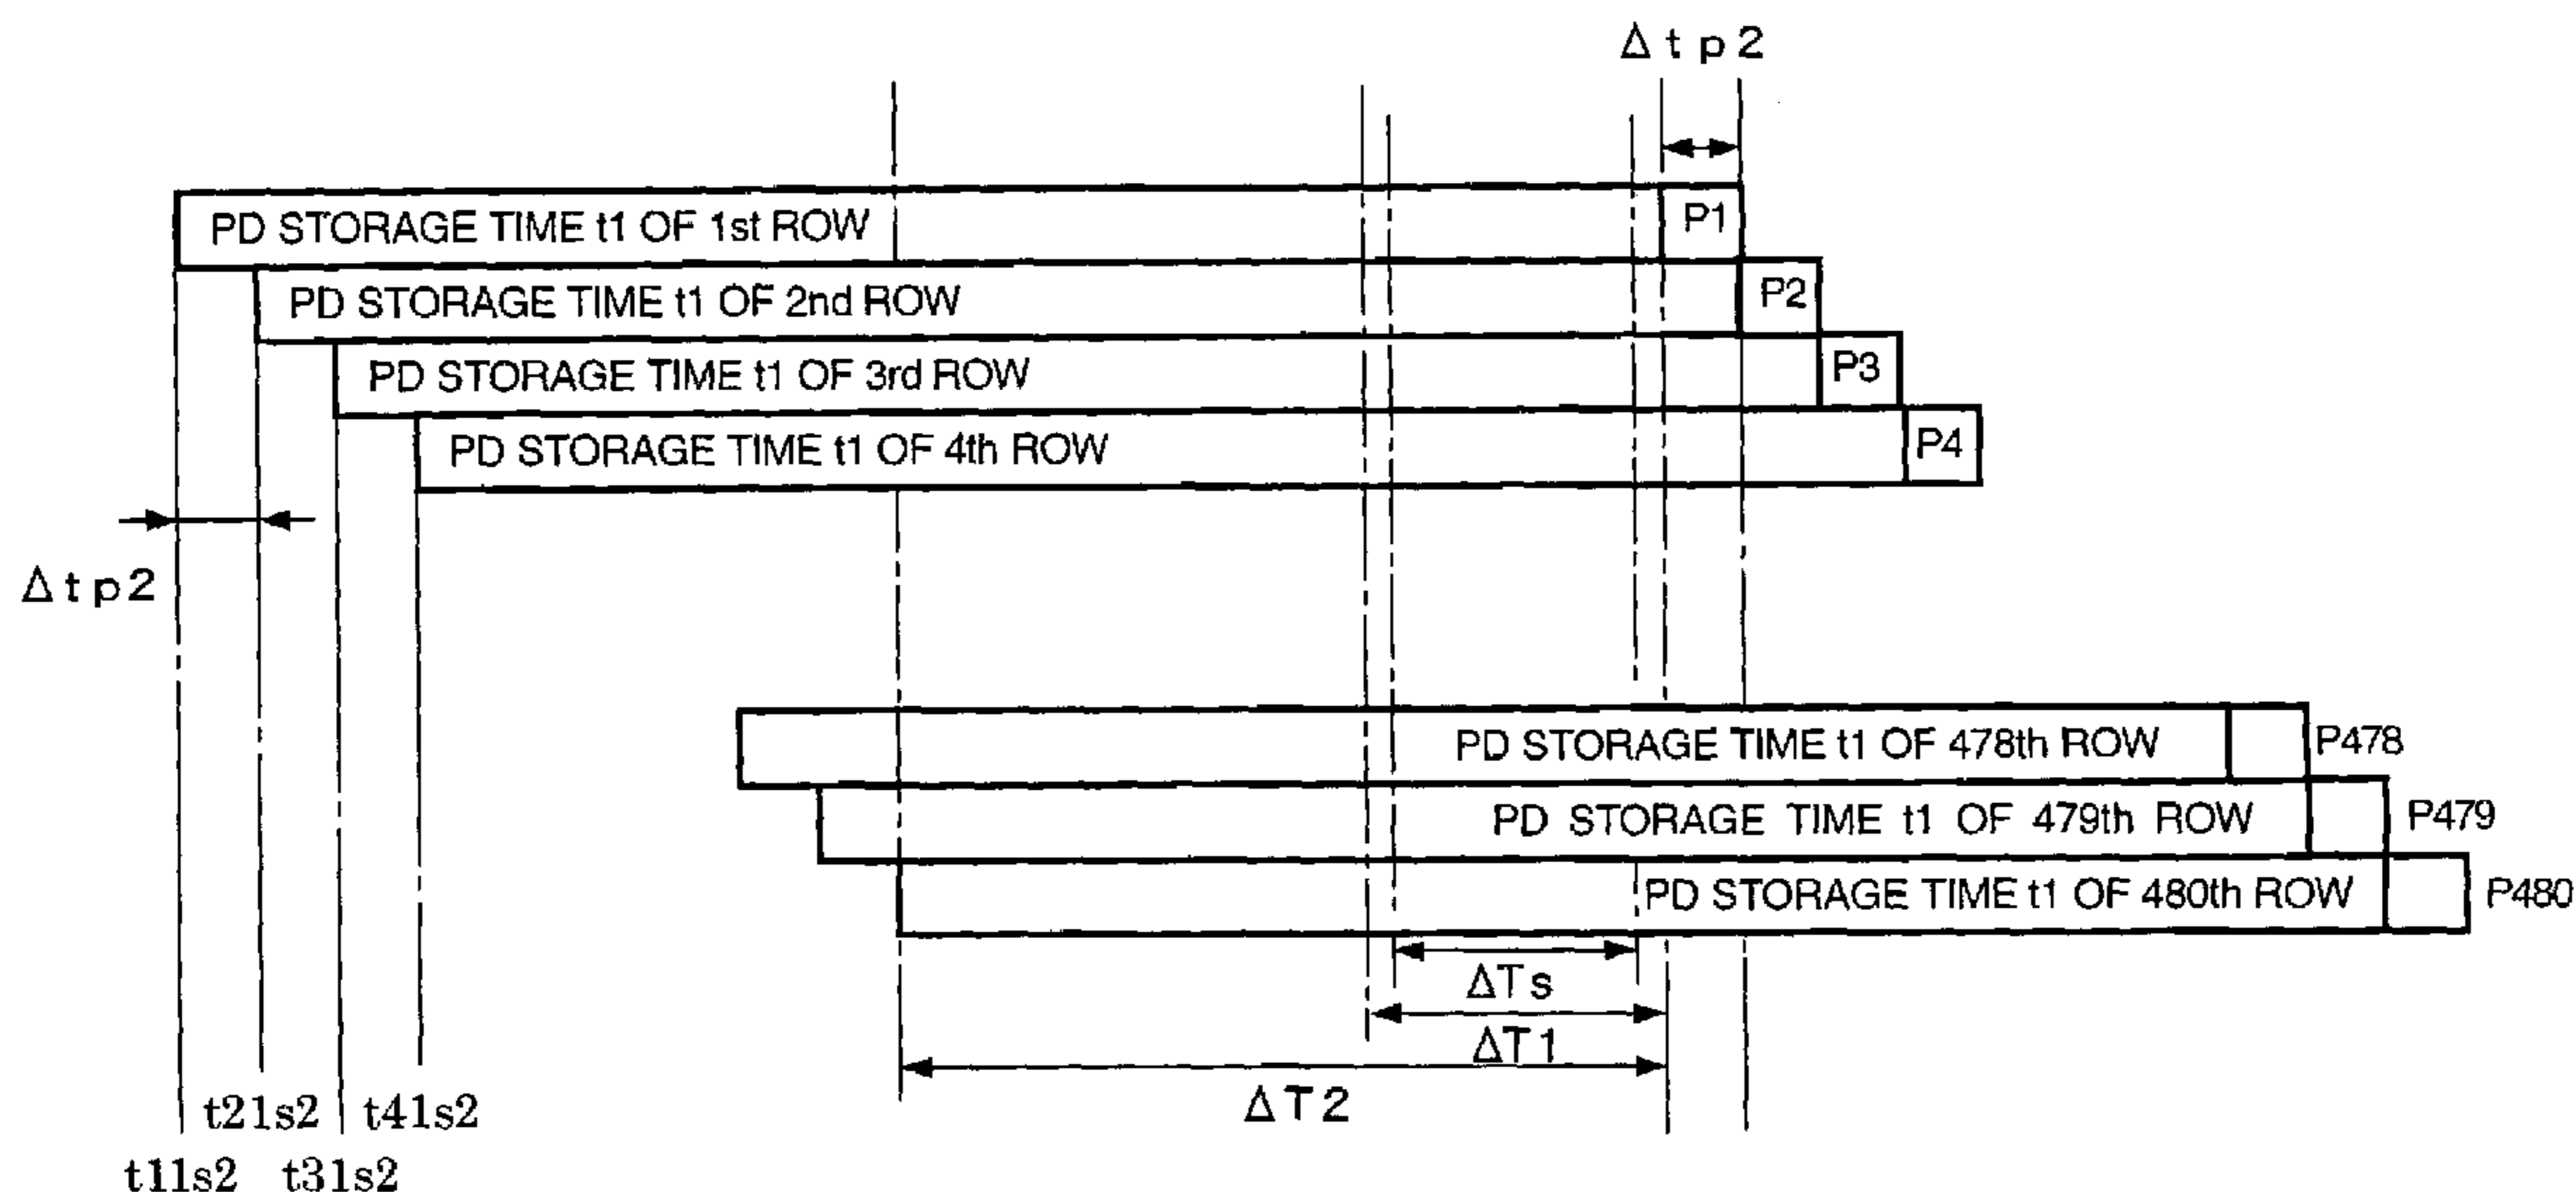 Δtp2
PD STORAGE TIME t1 OF 1st ROW P1
PD STORAGE TIME t1 OF 2nd ROW P2
PD STORAGE TIME t1 OF 3rd ROW P3
PD STORAGE TIME t1 OF 4th ROW P4
Δtp2
PD STORAGE TIME t1 OF 478th ROW P478
PD STORAGE TIME t1 OF 479th ROW P479
PD STORAGE TIME t1 OF 480th ROW P480
ΔTs
ΔT1
ΔT2
t21s2 t41s2
t11s2 t31s2